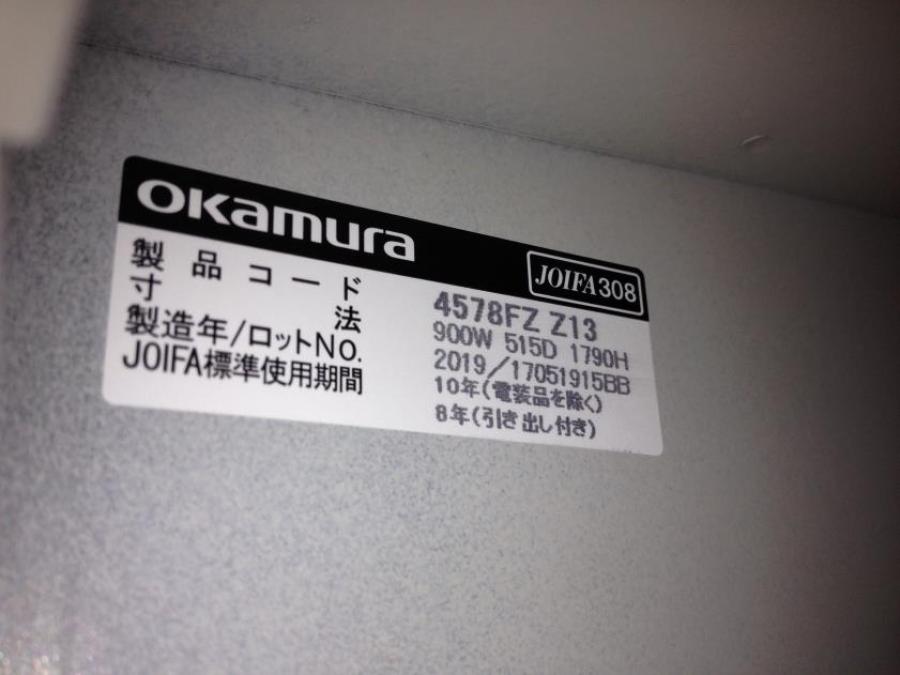 OKamura
JOIFA308
製品コード 4578FZ Z13
寸法 900W 515D 1790H
製造年/ロットNO. 2019/17051915BB
JOIFA標準使用期間 10年(電装品を除く)
8年(引き出し付き)